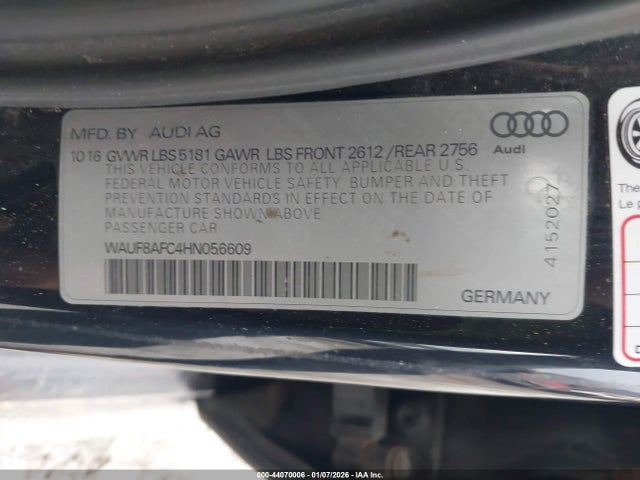 MFD. BY AUDI AG
Audi
10 16 GVWR LBS 5181 GAWR LBS FRONT 2612 / REAR 2756
THIS VEHICLE CONFORMS TO ALL APPLICABLE U.S
FEDERAL MOTOR VEHICLE SAFETY, BUMPER AND THEFT
PREVENTION STANDARDS IN EFFECT ON THE DATE OF
MANUFACTURE SHOWN ABOVE
PASSENGER CAR
WAUF8AFC4HN056609
GERMANY
4152027
The
Le p
000-44070006 - 01/07/2026 - IAA Inc.